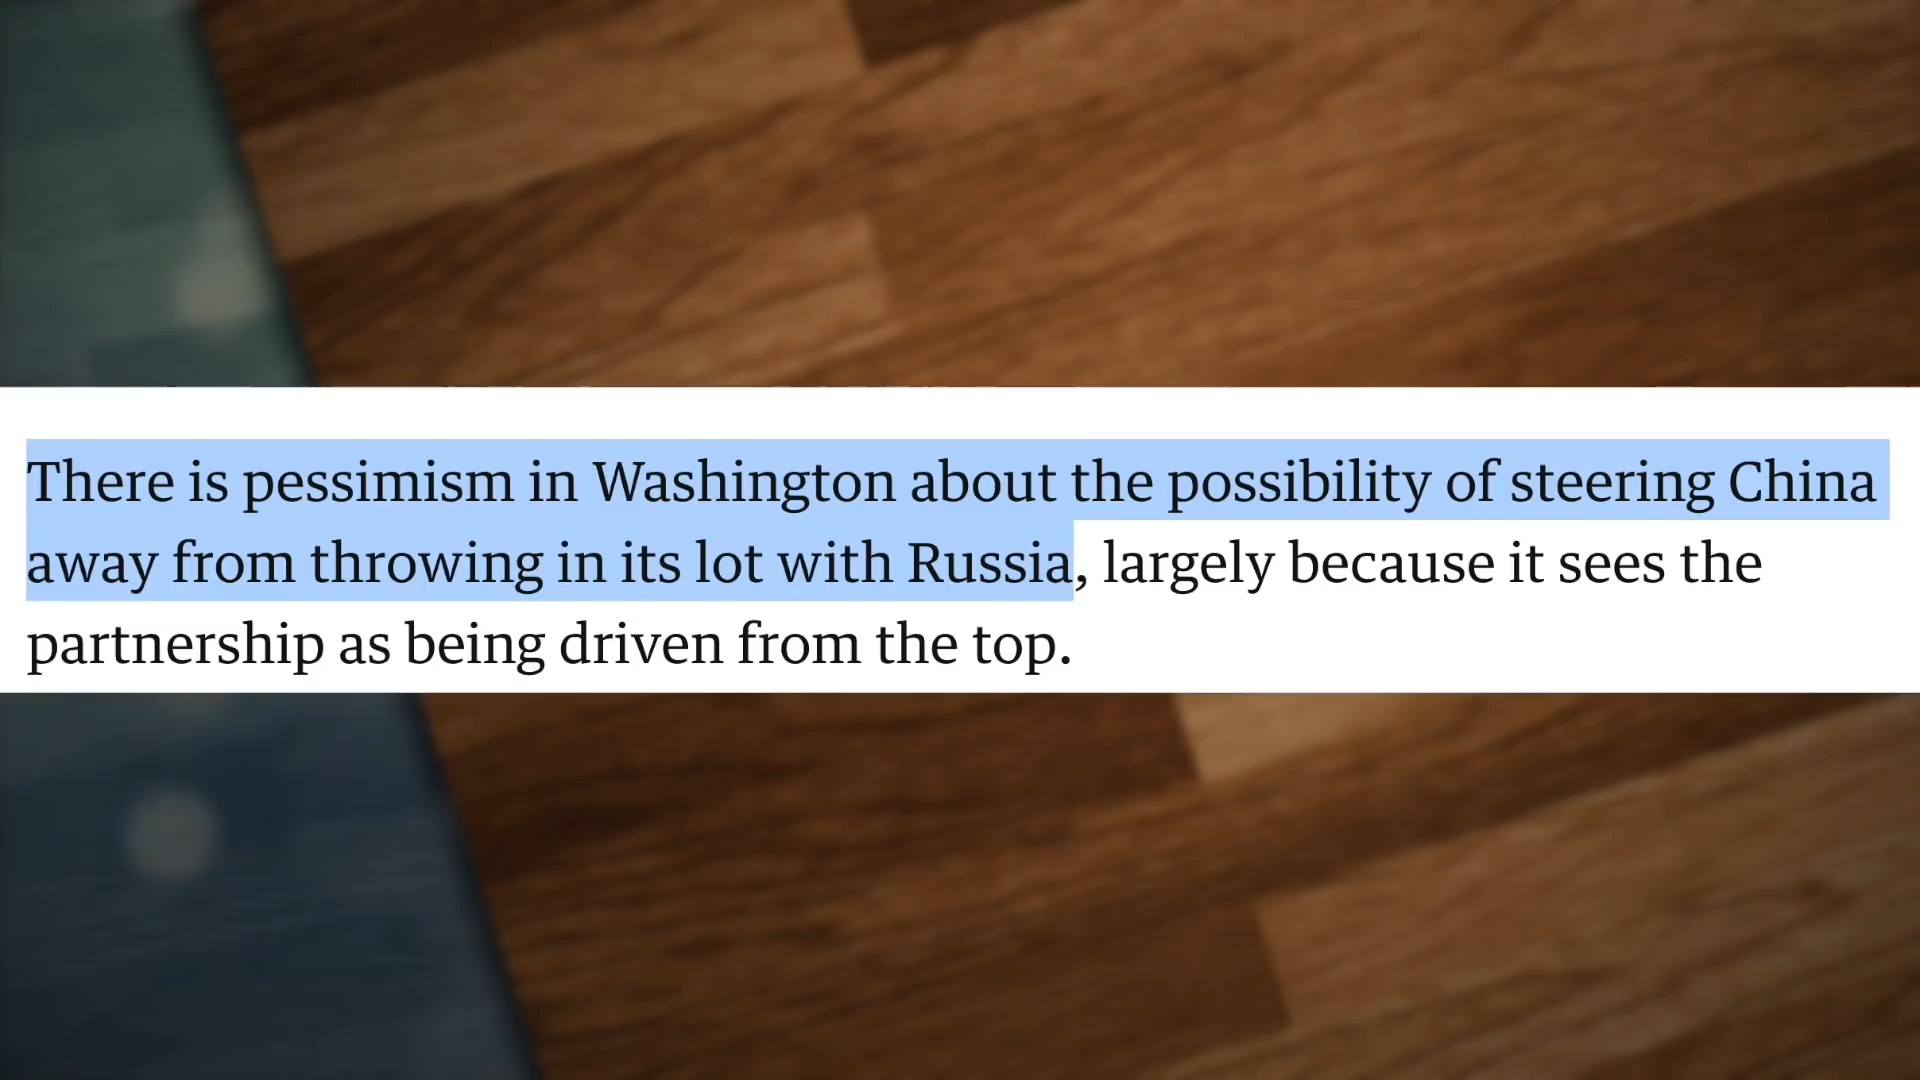 There is pessimism in Washington about the possibility of steering China
away from throwing in its lot with Russia, largely because it sees the
partnership as being driven from the top.